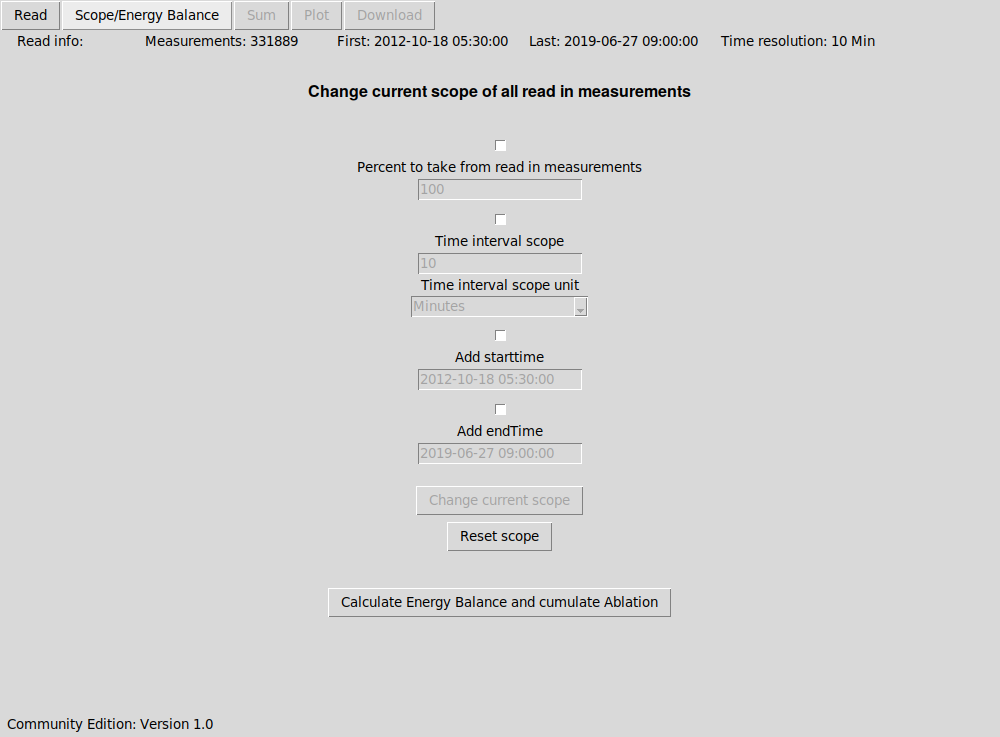 Read Scope/Energy Balance Sum Plot Download
Read info: Measurements: 331889 First: 2012-10-18 05:30:00 Last: 2019-06-27 09:00:00 Time resolution: 10 Min
Change current scope of all read in measurements
Percent to take from read in measurements
100
Time interval scope
10
Time interval scope unit
Minutes
Add starttime
2012-10-18 05:30:00
Add endTime
2019-06-27 09:00:00
Change current scope
Reset scope
Calculate Energy Balance and cumulate Ablation
Community Edition: Version 1.0